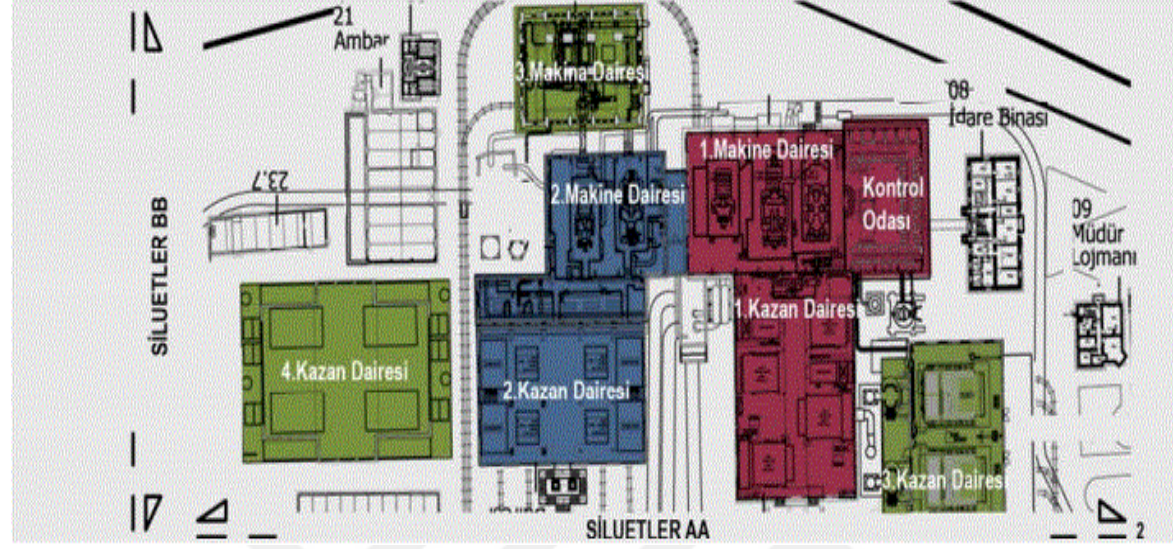 21
Ambar
3.Makina Dairesi
08
İdare Binası
1.Makine Dairesi
2.Makine Dairesi
Kontrol
Odası
23.7
09
Müdür
Lojmanı
SİLUETLER BB
1.Kazan Dairesi
4.Kazan Dairesi
2.Kazan Dairesi
3.Kazan Dairesi
SİLUETLER AA
2